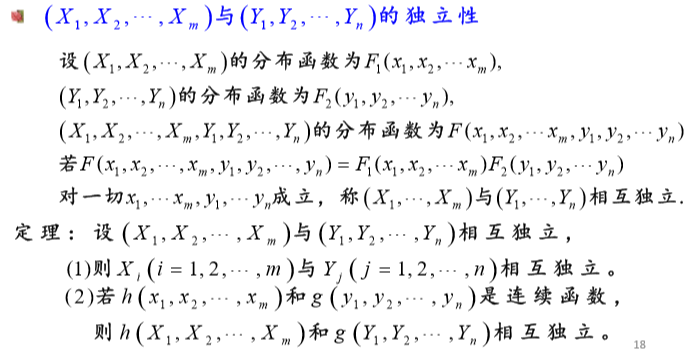 (X₁,X₂,⋯,Xₘ)与(Y₁,Y₂,⋯,Yₙ)的独立性
设(X₁,X₂,⋯,Xₘ)的分布函数为F₁(x₁,x₂,⋯xₘ),
(Y₁,Y₂,⋯,Yₙ)的分布函数为F₂(y₁,y₂,⋯yₙ),
(X₁,X₂,⋯,Xₘ,Y₁,Y₂,⋯,Yₙ)的分布函数为F(x₁,x₂,⋯xₘ,y₁,y₂,⋯yₙ)
若F(x₁,x₂,⋯,xₘ,y₁,y₂,⋯,yₙ)=F₁(x₁,x₂,⋯xₘ)F₂(y₁,y₂,⋯yₙ)
对一切x₁,⋯xₘ,y₁,⋯yₙ成立，称(X₁,⋯,Xₘ)与(Y₁,⋯,Yₙ)相互独立.
定理：设(X₁,X₂,⋯,Xₘ)与(Y₁,Y₂,⋯,Yₙ)相互独立，
(1)则Xᵢ(i=1,2,⋯,m)与Yⱼ(j=1,2,⋯,n)相互独立。
(2)若h(x₁,x₂,⋯,xₘ)和g(y₁,y₂,⋯,yₙ)是连续函数，
则h(X₁,X₂,⋯,Xₘ)和g(Y₁,Y₂,⋯,Yₙ)相互独立。
18